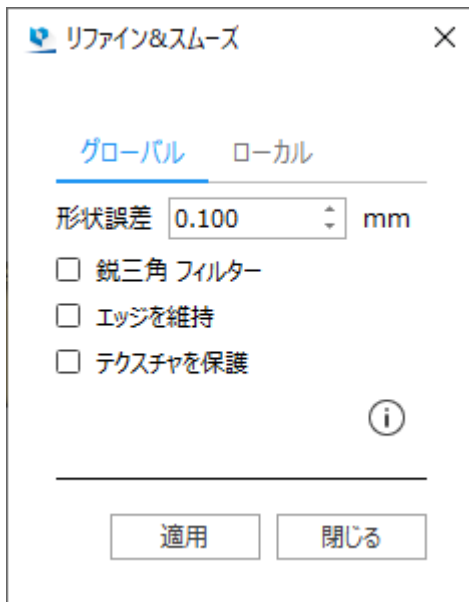 リファイン&スムーズ
グローバル ローカル
形状誤差 0.100 mm
鋭三角 フィルター
エッジを維持
テクスチャを保護
適用 閉じる